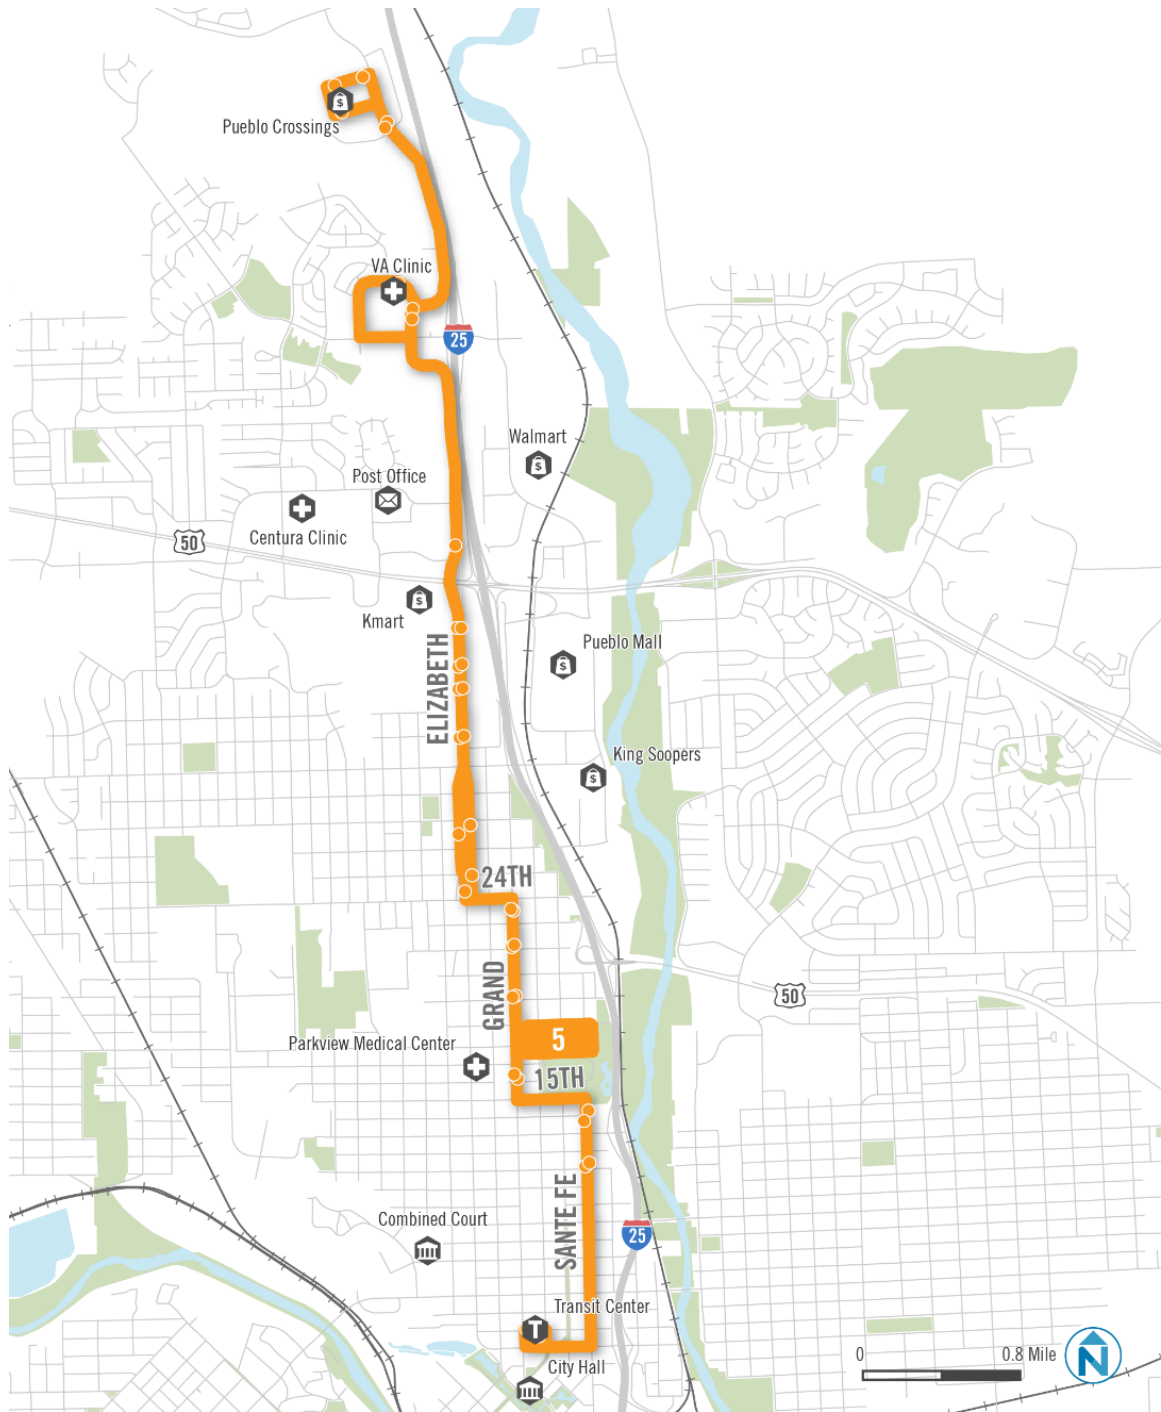 Pueblo Crossings
VA Clinic
25
Walmart
Post Office
Centura Clinic
50
Kmart
ELIZABETH
Pueblo Mall
King Soopers
24TH
GRAND
50
5
Parkview Medical Center
15TH
SANTE FE
Combined Court
25
T
Transit Center
City Hall
0
0.8 Mile
N